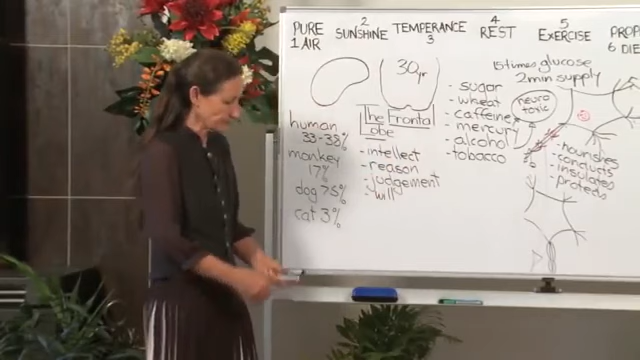 PURE
1 AIR
2
SUNSHINE
TEMPERANCE
3
4
REST
5
EXERCISE
PROP
6 DIE
15 times glucose
2 min supply
30 yr
The Frontal
Lobe
- intellect
- reason
- judgement
- will
human
33-38%
monkey
17%
dog >5%
cat 3%
- sugar
- wheat
- caffeine
- mercury
- alcohol
- tobacco
neuro
toxic
- nourishes
- conducts
- insulates
- protects